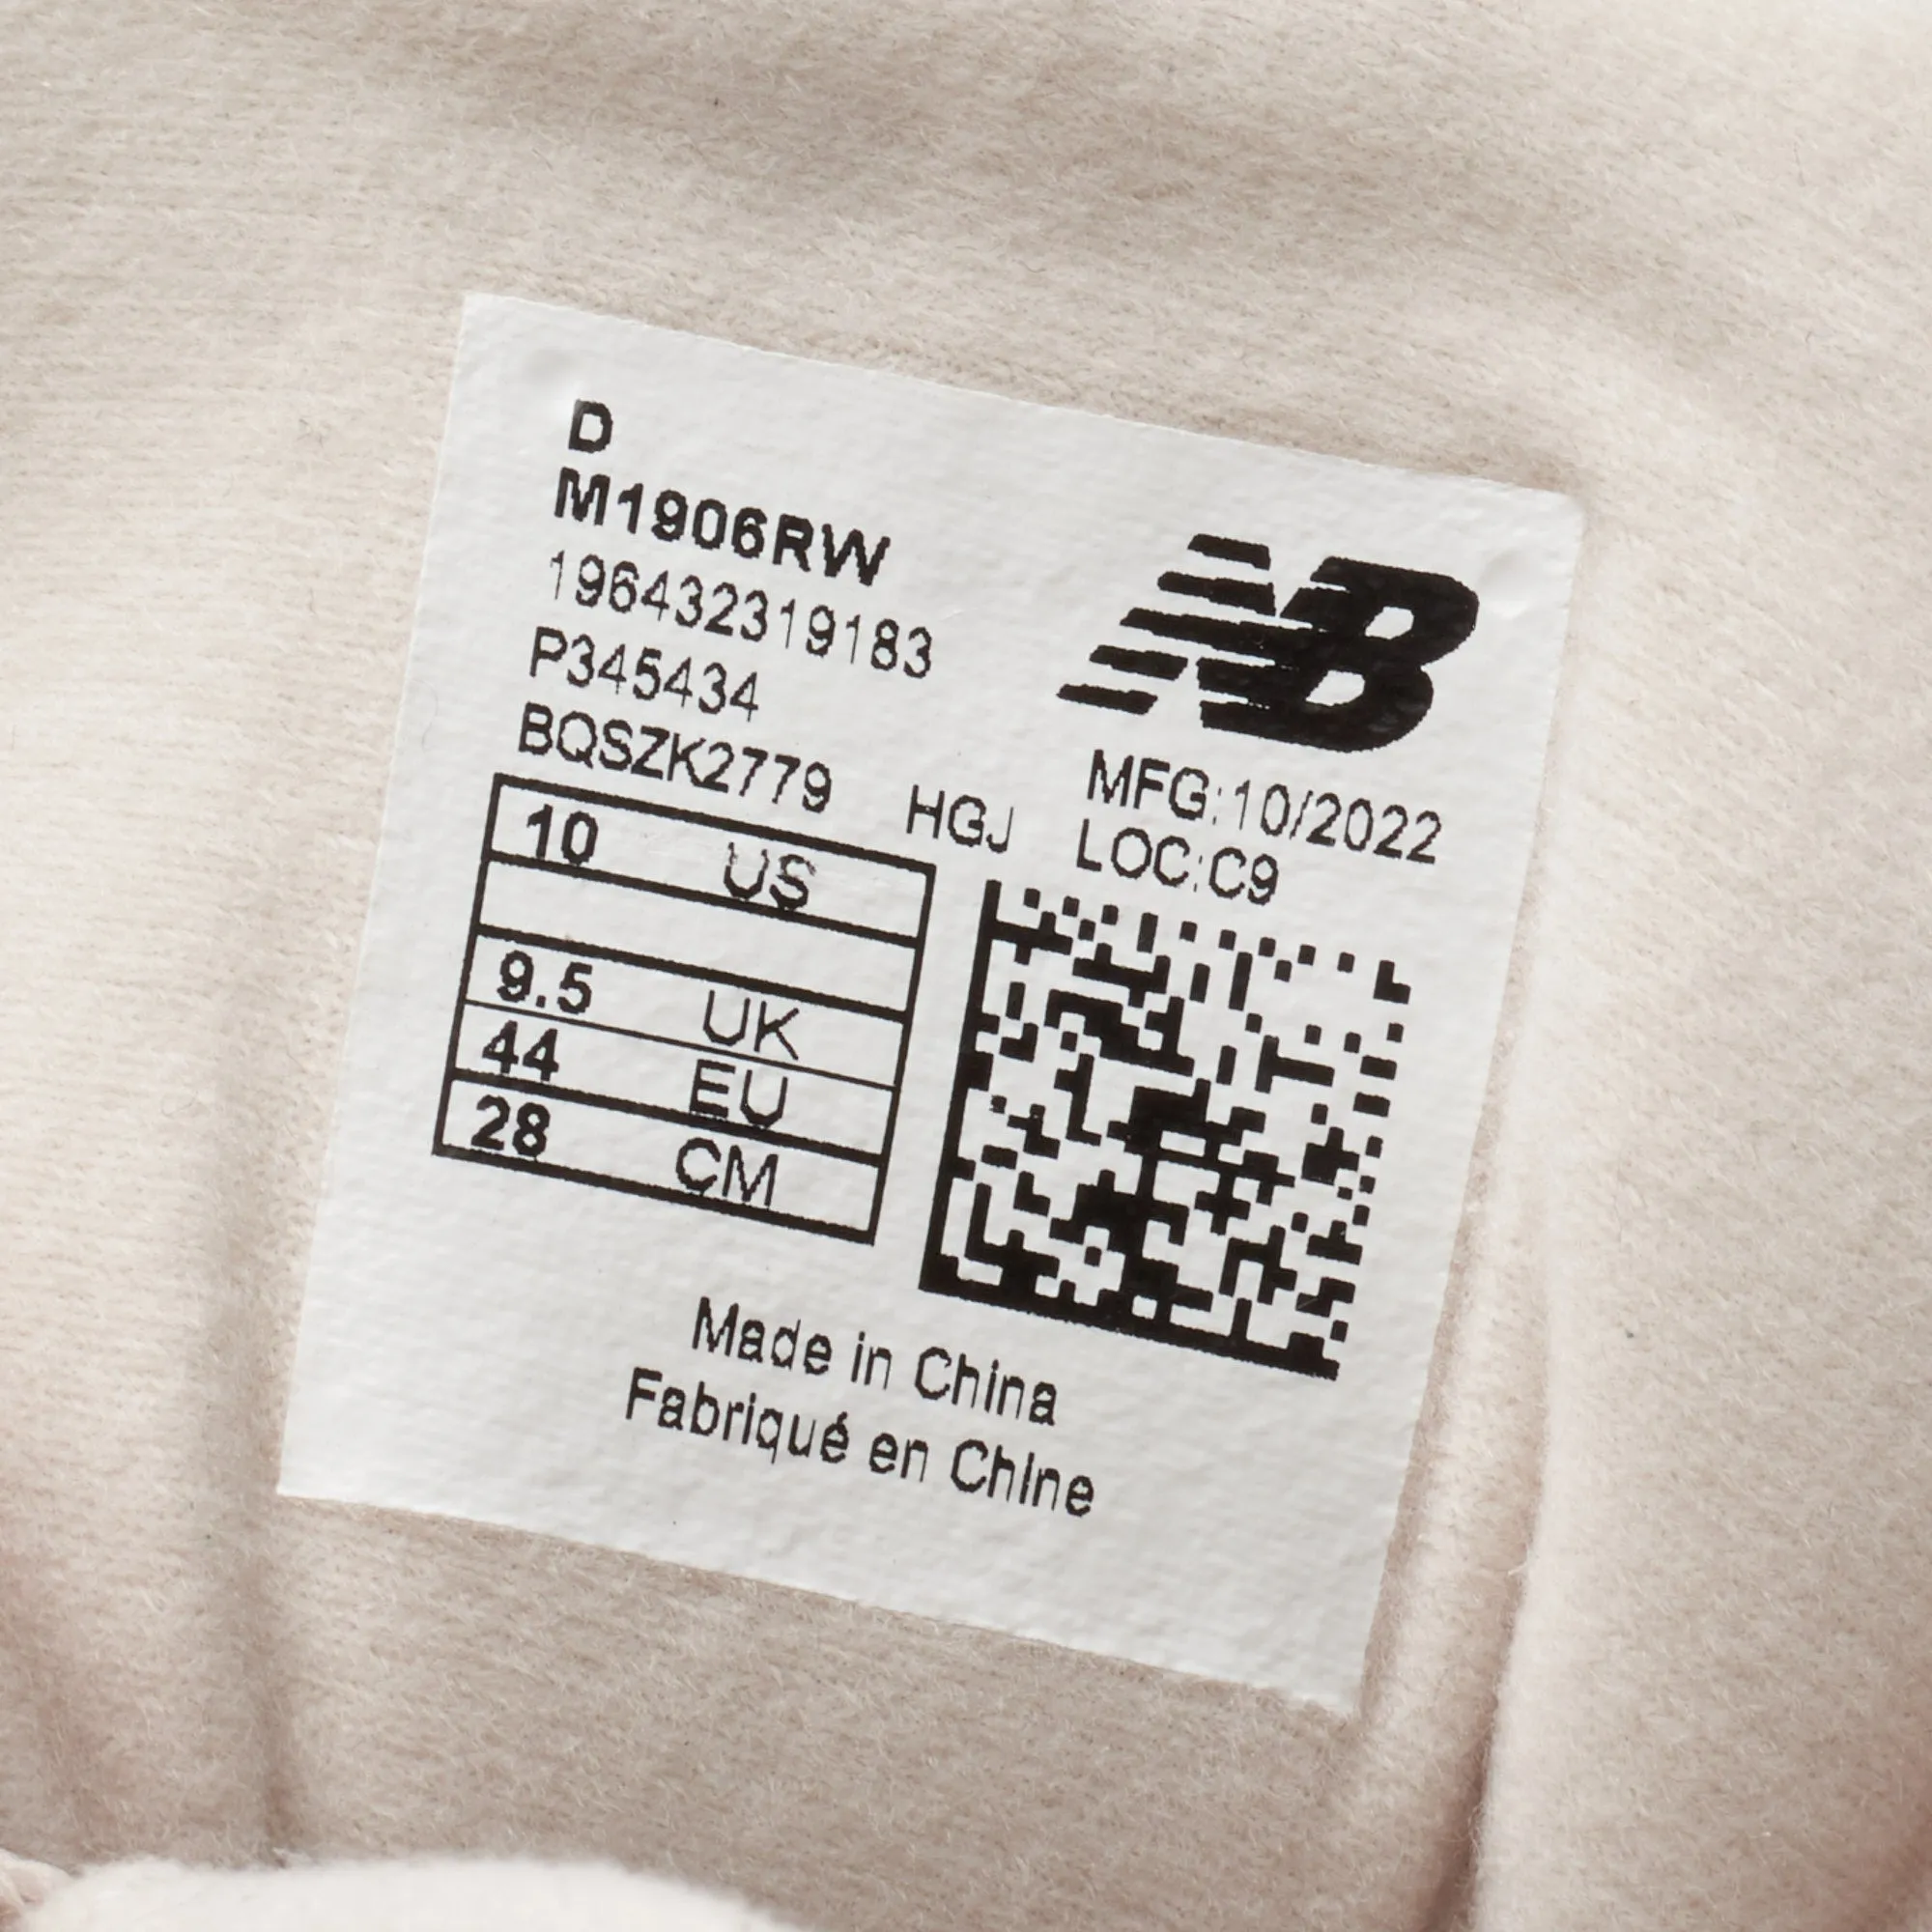 D
M1906RW
196432319183
P345434
BQSZK2779 HGJ
NB
MFG:10/2022
LOC:C9
10 US
9.5 UK
44 EU
28 CM
Made in China
Fabriqué en Chine